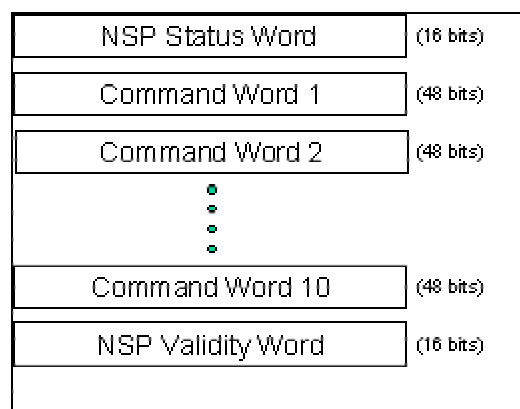 NSP Status Word (16 bits)
Command Word 1 (48 bits)
Command Word 2 (48 bits)
Command Word 10 (48 bits)
NSP Validity Word (16 bits)